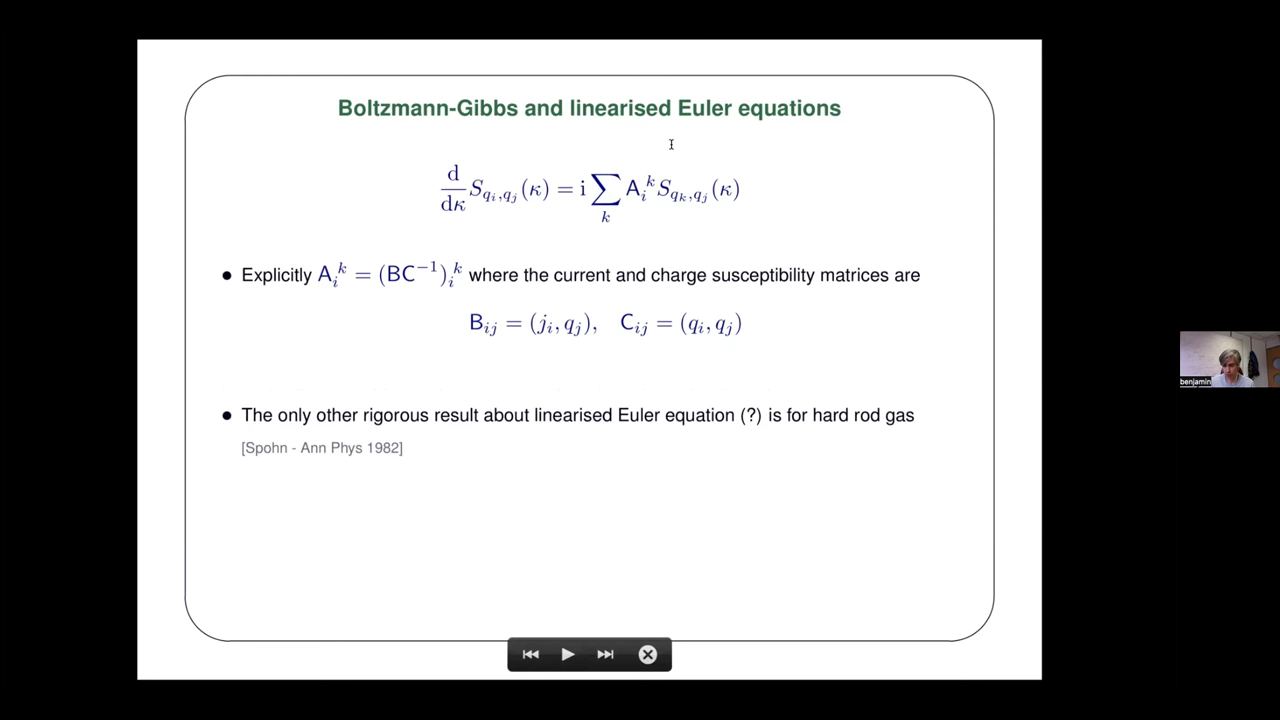 Boltzmann-Gibbs and linearised Euler equations
d/dκ S_{q_i,q_j}(κ) = i ∑_k A_i^k S_{q_k,q_j}(κ)
● Explicitly A_i^k = (BC^{-1})_i^k where the current and charge susceptibility matrices are
B_{ij} = (j_i, q_j), C_{ij} = (q_i, q_j)
● The only other rigorous result about linearised Euler equation (?) is for hard rod gas
[Spohn - Ann Phys 1982]
benjamin